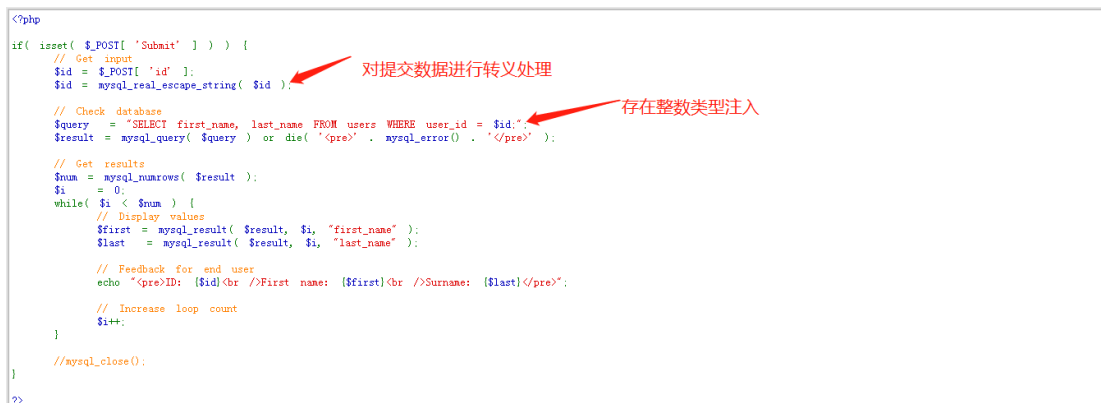 <?php
if( isset( $_POST[ 'Submit' ] ) ) {
// Get input
$id = $_POST[ 'id' ];
$id = mysql_real_escape_string( $id );
对提交数据进行转义处理
// Check database
$query = "SELECT first_name, last_name FROM users WHERE user_id = $id;";
存在整数类型注入
$result = mysql_query( $query ) or die( '<pre>' . mysql_error() . '</pre>' );
// Get results
$num = mysql_numrows( $result );
$i = 0;
while( $i < $num ) {
// Display values
$first = mysql_result( $result, $i, "first_name" );
$last = mysql_result( $result, $i, "last_name" );
// Feedback for end user
echo "<pre>ID: {$id}<br />First name: {$first}<br />Surname: {$last}</pre>";
// Increase loop count
$i++;
}
//mysql_close();
}
?>